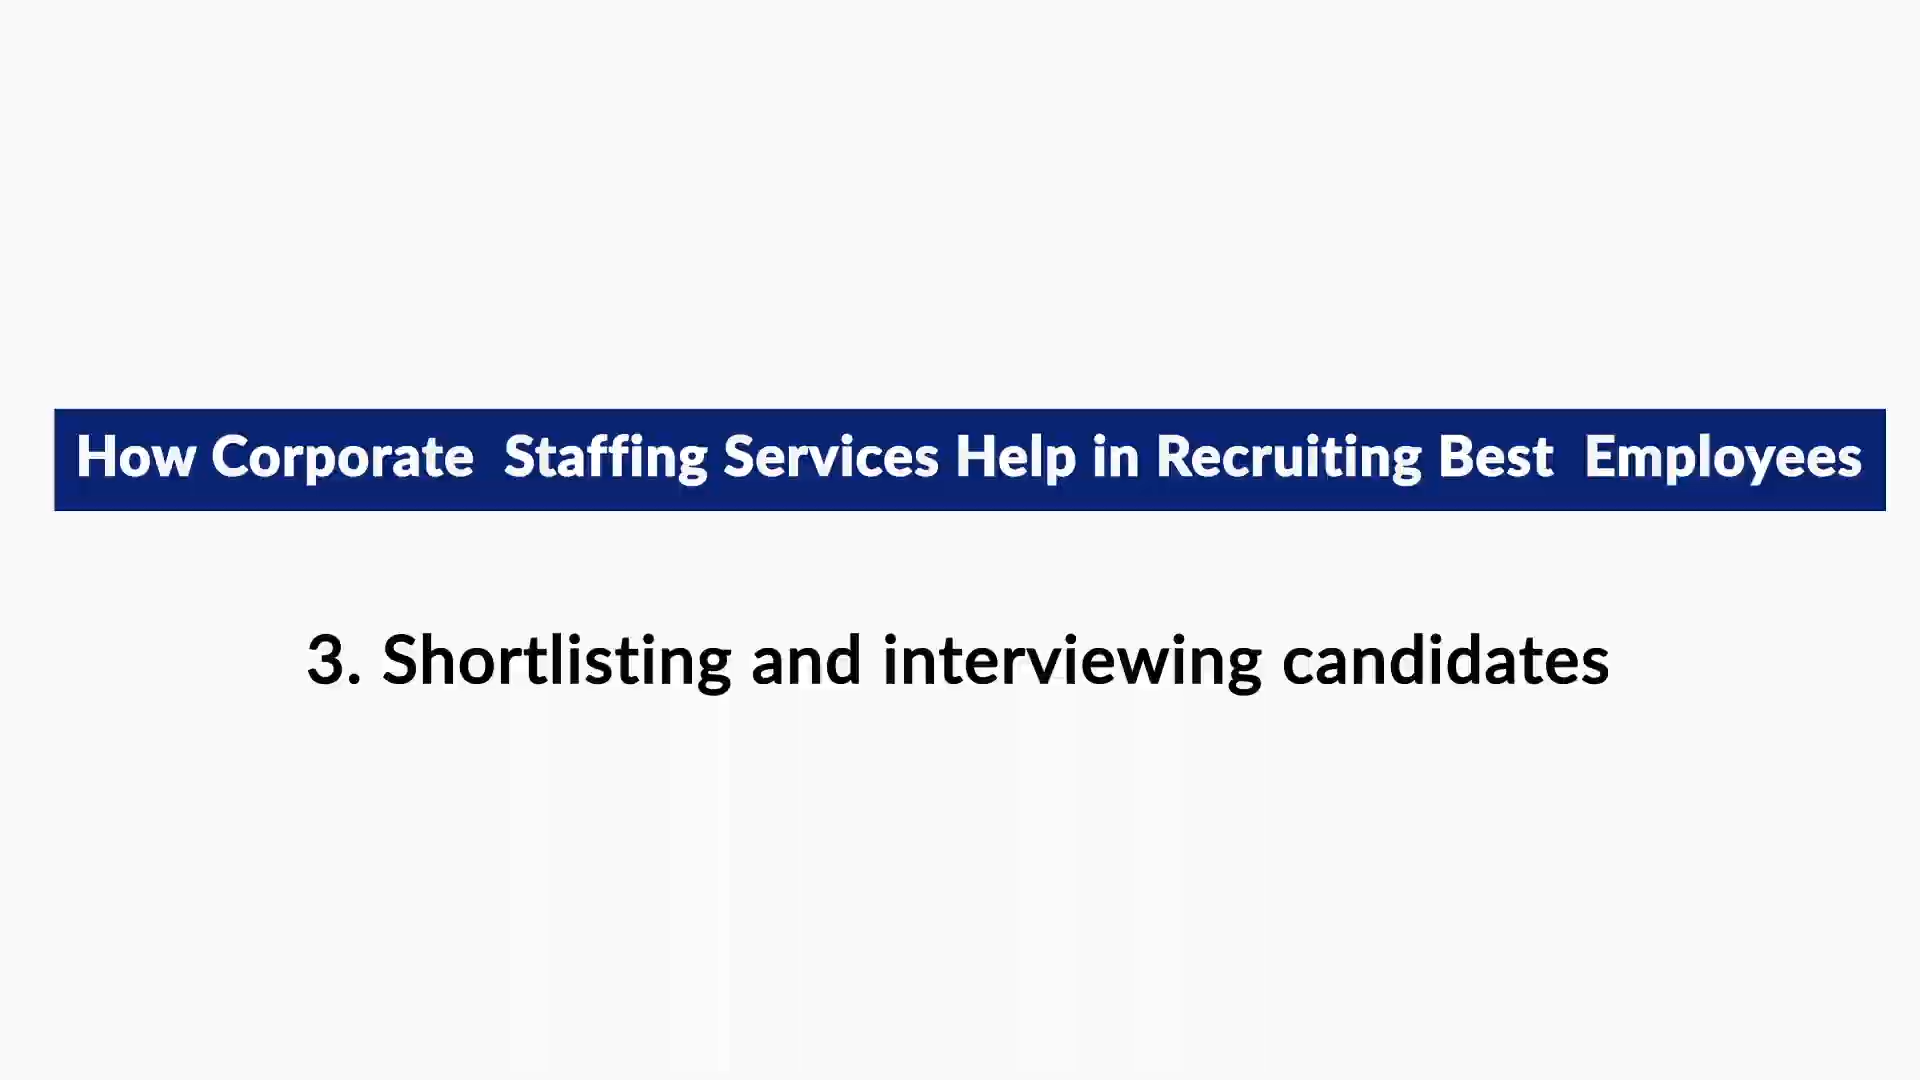 How Corporate  Staffing Services Help in Recruiting Best  Employees
3. Shortlisting and interviewing candidates